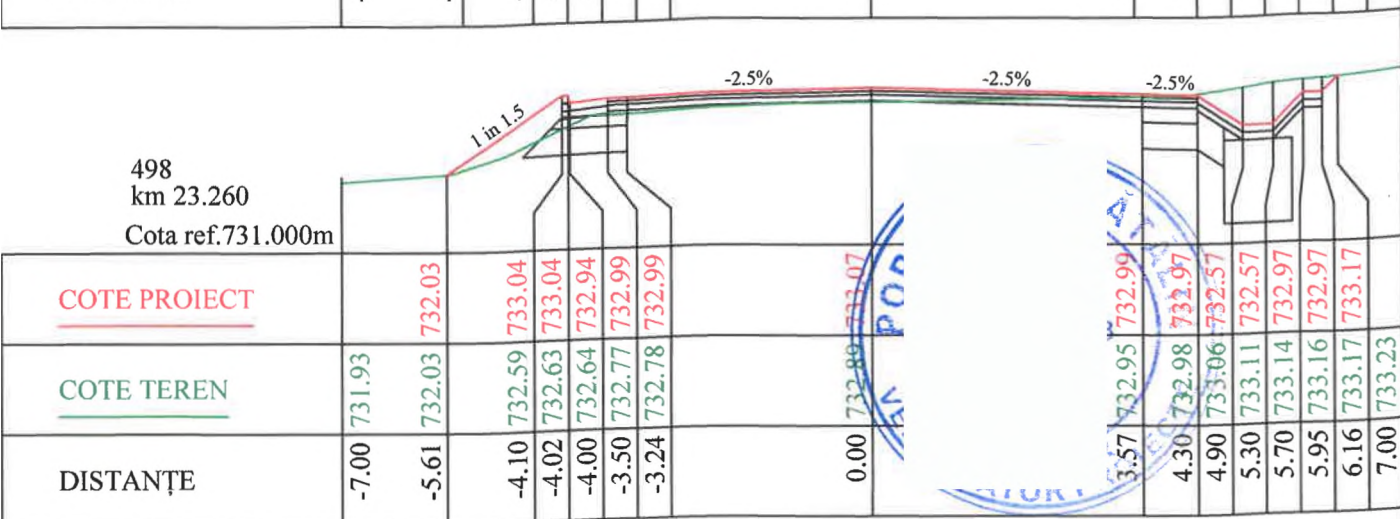 -2.5%
-2.5%
-2.5%
1 in 1.5
498
km 23.260
Cota ref.731.000m
COTE PROIECT 732.03 733.04 733.04 732.94 732.99 732.99 733.07 732.99 732.97 732.57 732.57 732.97 732.97 733.17
COTE TEREN 731.93 732.03 732.59 732.63 732.64 732.77 732.78 732.89 732.95 732.98 733.06 733.11 733.14 733.16 733.17 733.23
DISTANȚE -7.00 -5.61 -4.10 -4.02 -4.00 -3.50 -3.24 0.00 3.57 4.30 4.90 5.30 5.70 5.95 6.16 7.00